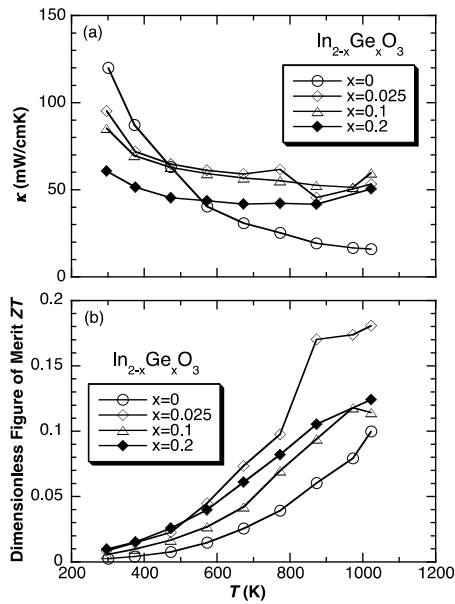 (a)
In2-xGexO3
x=0
x=0.025
x=0.1
x=0.2
150
100
50
0
κ (mW/cmK)
(b)
In2-xGexO3
x=0
x=0.025
x=0.1
x=0.2
0.2
0.15
0.1
0.05
0
Dimensionless Figure of Merit ZT
200 400 600 800 1000 1200
T (K)